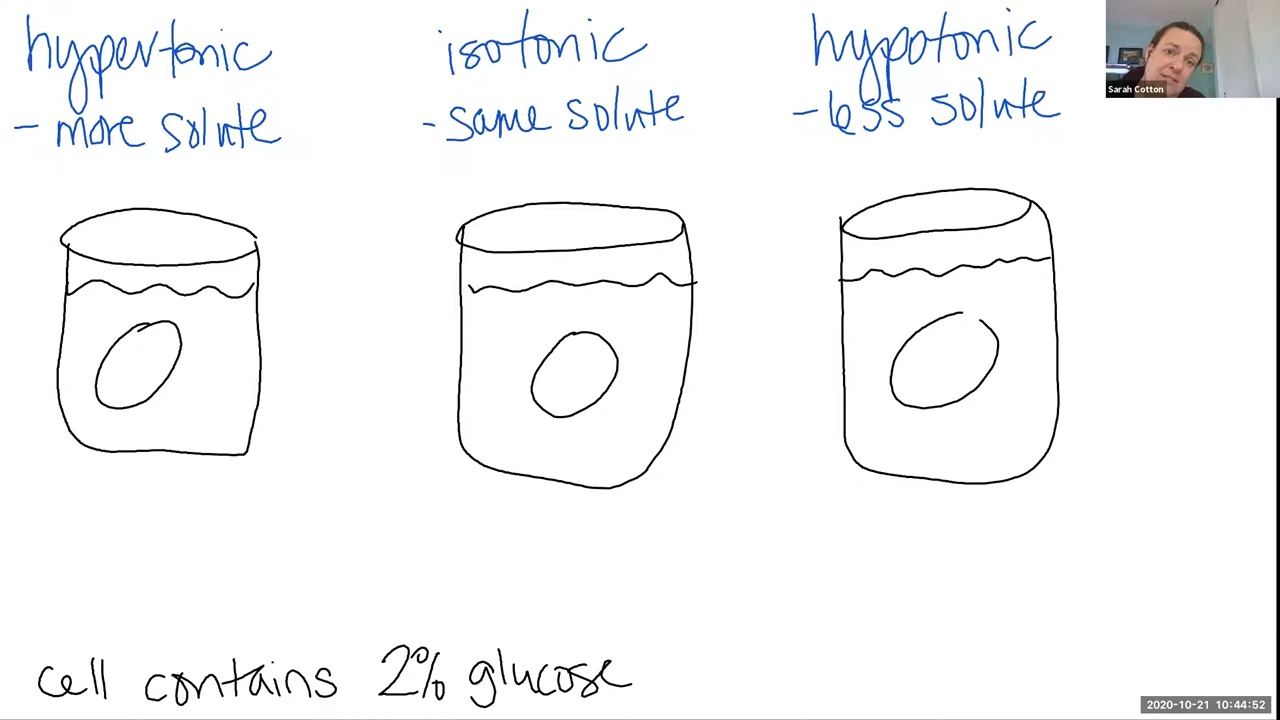 hypertonic
- more solute
isotonic
- same solute
hypotonic
- less solute
Sarah Cotton
cell contains 2% glucose
2020-10-21 10:44:52